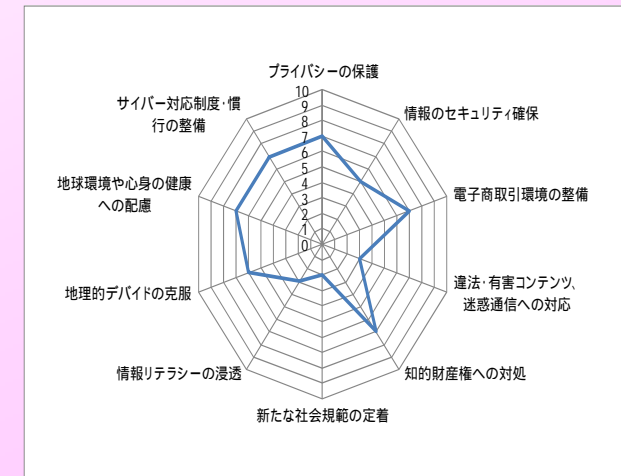 プライバシーの保護
情報のセキュリティ確保
電子商取引環境の整備
違法・有害コンテンツ、
迷惑通信への対応
知的財産権への対処
新たな社会規範の定着
情報リテラシーの浸透
地理的デバイドの克服
地球環境や心身の健康
への配慮
サイバー対応制度・慣
行の整備
10
9
8
7
6
5
4
3
2
1
0